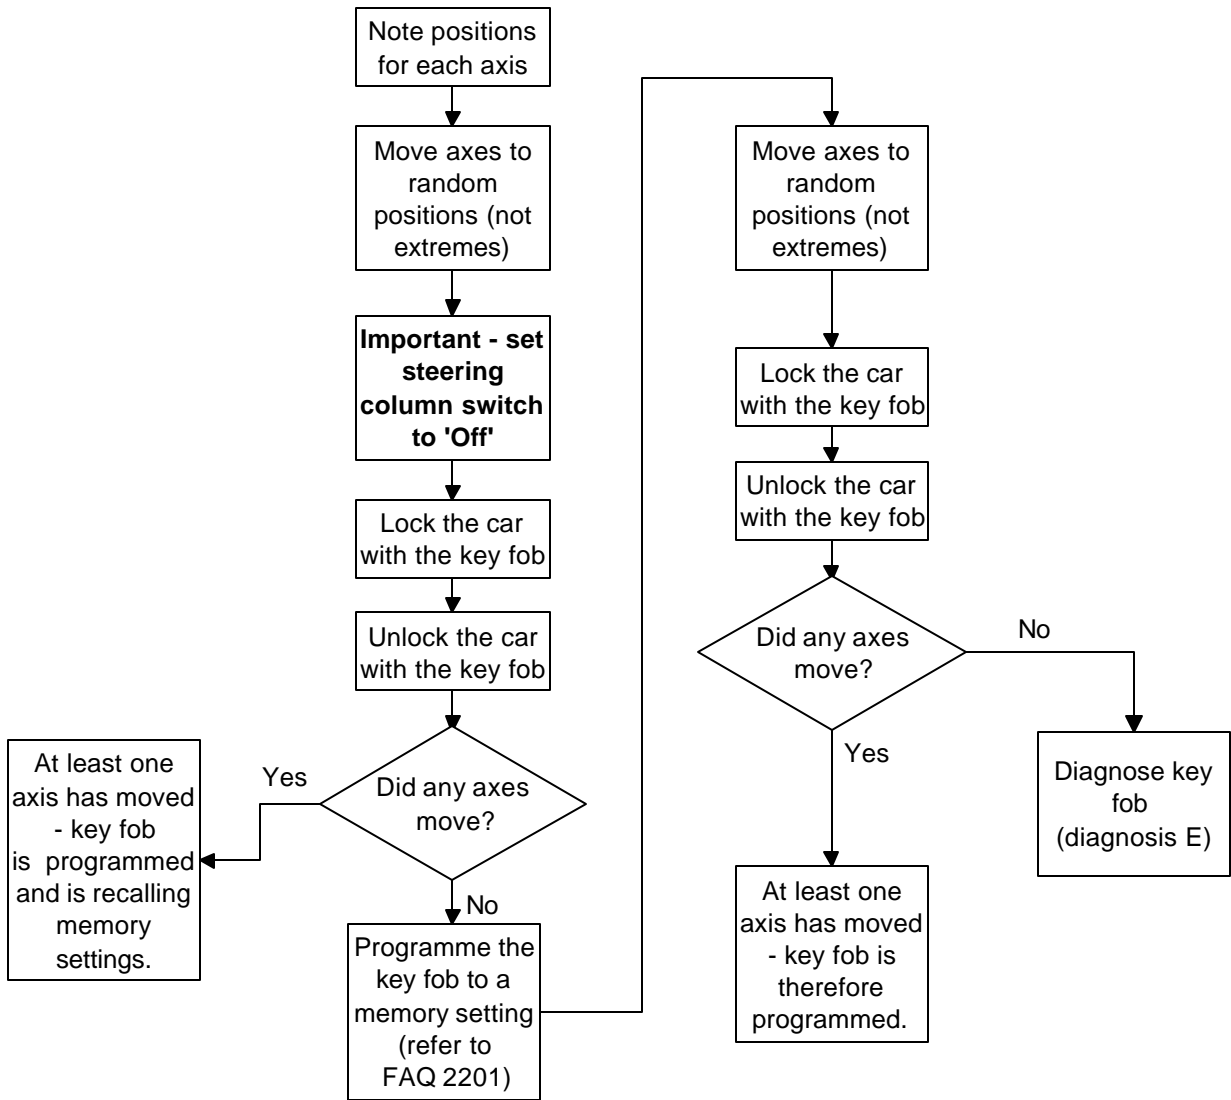 Note positions
for each axis
Move axes to
random
positions (not
extremes)
Important - set
steering
column switch
to 'Off'
Lock the car
with the key fob
Unlock the car
with the key fob
Did any axes
move?
Yes
At least one
axis has moved
- key fob
is programmed
and is recalling
memory
settings.
No
Programme the
key fob to a
memory setting
(refer to
FAQ 2201)
Move axes to
random
positions (not
extremes)
Lock the car
with the key fob
Unlock the car
with the key fob
Did any axes
move?
No
Diagnose key
fob
(diagnosis E)
Yes
At least one
axis has moved
- key fob is
therefore
programmed.